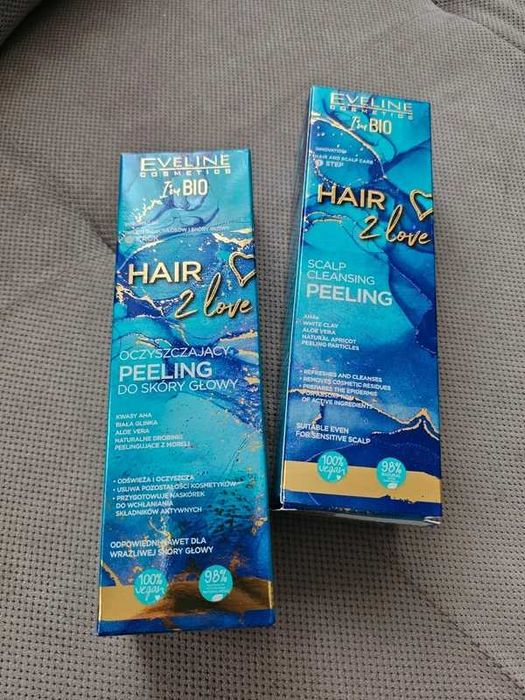 EVELINE
COSMETICS
I'm BIO
HAIR
2 love
OCZYSZCZAJĄCY
PEELING
DO SKÓRY GŁOWY
KWASY AHA
BIAŁA GLINKA
ALOE VERA
NATURALNE DROBINKI
PEELINGUJĄCE Z MORELI
• ODŚWIEŻA I OCZYSZCZA
• USUWA POZOSTAŁOŚCI KOSMETYKÓW
• PRZYGOTOWUJE NASKÓREK
DO WCHŁANIANIA
SKŁADNIKÓW AKTYWNYCH
ODPOWIEDNI NAWET DLA
WRAŻLIWEJ SKÓRY GŁOWY
100%
vegan
98%
EVELINE
COSMETICS
I'm BIO
HAIR AND SCALP CARE
STEP
HAIR
2 love
SCALP
CLEANSING
PEELING
AHAs
WHITE CLAY
ALOE VERA
NATURAL APRICOT
PEELING PARTICLES
• REFRESHES AND CLEANSES
• REMOVES COSMETIC RESIDUES
• PREPARES THE EPIDERMIS
FOR ABSORPTION
OF ACTIVE INGREDIENTS
SUITABLE EVEN
FOR SENSITIVE SCALP
100%
vegan
98%